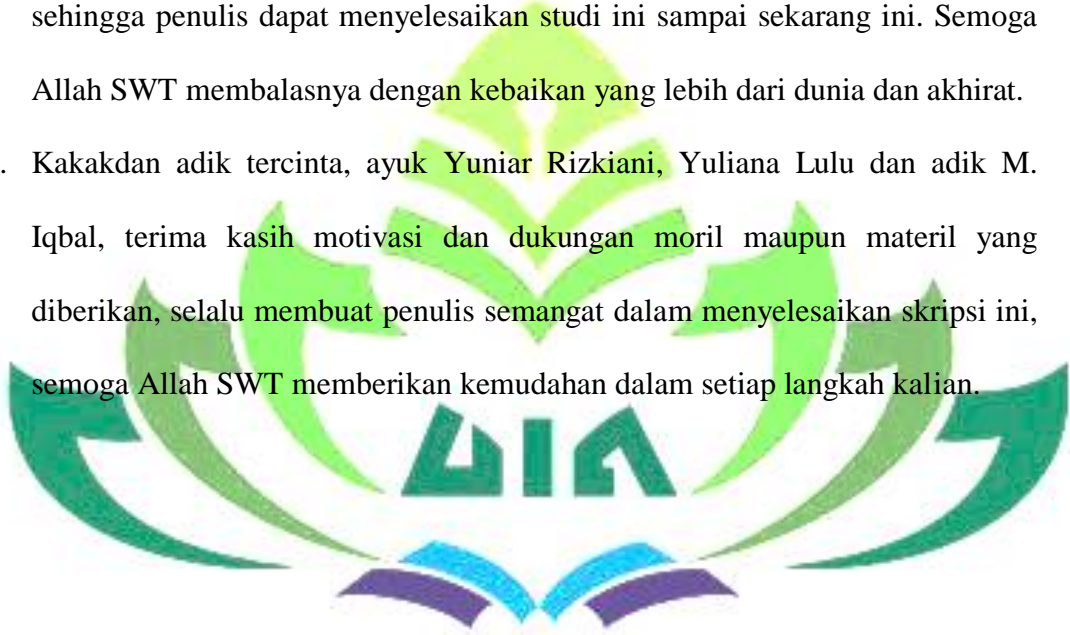 sehingga penulis dapat menyelesaikan studi ini sampai sekarang ini. Semoga
Allah SWT membalasnya dengan kebaikan yang lebih dari dunia dan akhirat.
. Kakakdan adik tercinta, ayuk Yuniar Rizkiani, Yuliana Lulu dan adik M.
Iqbal, terima kasih motivasi dan dukungan moril maupun materil yang
diberikan, selalu membuat penulis semangat dalam menyelesaikan skripsi ini,
semoga Allah SWT memberikan kemudahan dalam setiap langkah kalian.
UIN